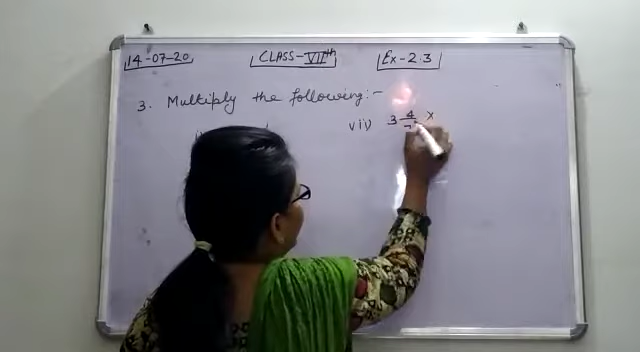 14-07-20 CLASS-VIIth Ex-2.3
3. Multiply the following:-
vii) 3 4/7 x